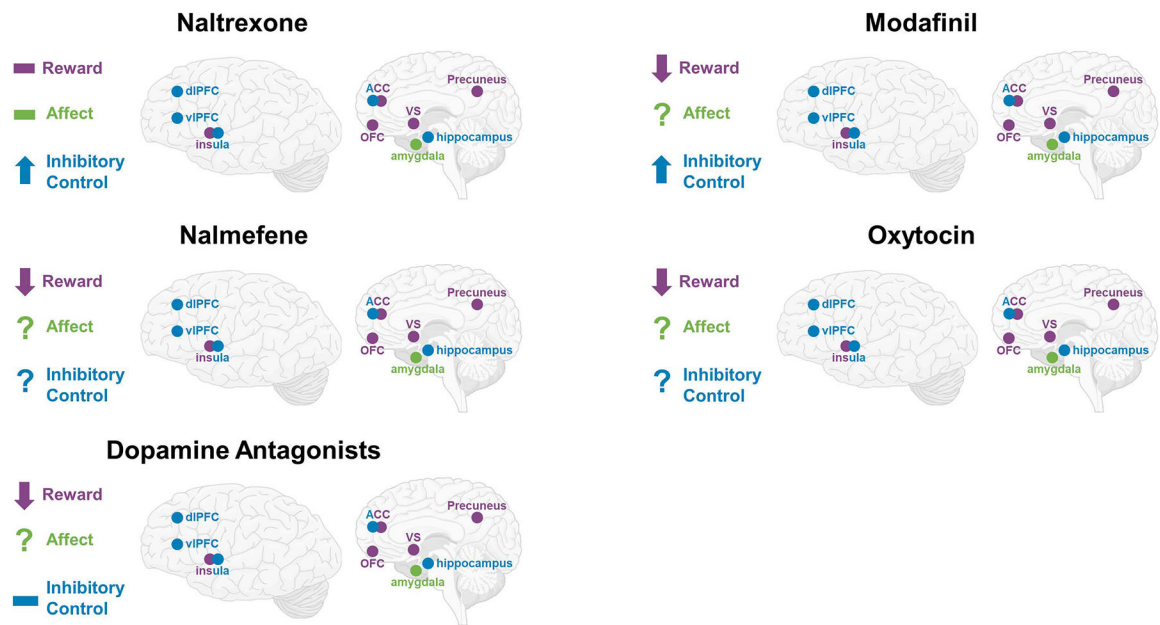 Naltrexone
Reward
Affect
Inhibitory
Control
dlPFC
vlPFC
insula
ACC
Precuneus
VS
OFC
hippocampus
amygdala
Modafinil
Reward
? Affect
Inhibitory
Control
dlPFC
vlPFC
insula
ACC
Precuneus
VS
OFC
hippocampus
amygdala
Nalmefene
Reward
? Affect
? Inhibitory
Control
dlPFC
vlPFC
insula
ACC
Precuneus
VS
OFC
hippocampus
amygdala
Oxytocin
Reward
? Affect
? Inhibitory
Control
dlPFC
vlPFC
insula
ACC
Precuneus
VS
OFC
hippocampus
amygdala
Dopamine Antagonists
Reward
? Affect
Inhibitory
Control
dlPFC
vlPFC
insula
ACC
Precuneus
VS
OFC
hippocampus
amygdala